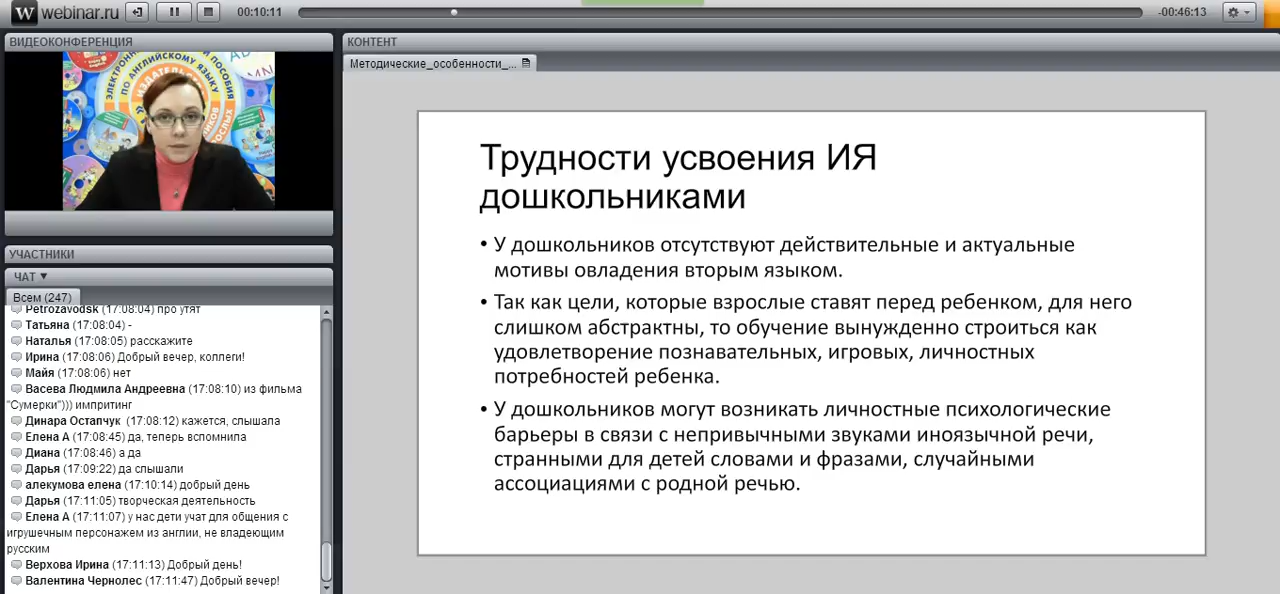 webinar.ru
00:10:11
-00:46:13
ВИДЕОКОНФЕРЕНЦИЯ
ЭЛЕКТРОННЫЕ ПОСОБИЯ
ПО АНГЛИЙСКОМУ ЯЗЫКУ
УЧАСТНИКИ
ЧАТ
Всем (247)
Petrozavodsk (17:08:04) про утят
Татьяна (17:08:04) -
Наталья (17:08:05) расскажите
Ирина (17:08:06) Добрый вечер, коллеги!
Майя (17:08:06) нет
Васева Людмила Андреевна (17:08:10) из фильма
"Сумерки"))) импритинг
Динара Остапчук (17:08:12) кажется, слышала
Елена А (17:08:45) да, теперь вспомнила
Диана (17:08:46) а да
Дарья (17:09:22) да слышали
алекумова елена (17:10:14) добрый день
Дарья (17:11:05) творческая деятельность
Елена А (17:11:07) у нас дети учат для общения с
игрушечным персонажем из англии, не владеющим
русским
Верхова Ирина (17:11:13) Добрый день!
Валентина Чернолес (17:11:47) Добрый вечер!
КОНТЕНТ
Методические_особенности_...
Трудности усвоения ИЯ
дошкольниками
• У дошкольников отсутствуют действительные и актуальные
мотивы овладения вторым языком.
• Так как цели, которые взрослые ставят перед ребенком, для него
слишком абстрактны, то обучение вынужденно строиться как
удовлетворение познавательных, игровых, личностных
потребностей ребенка.
• У дошкольников могут возникать личностные психологические
барьеры в связи с непривычными звуками иноязычной речи,
странными для детей словами и фразами, случайными
ассоциациями с родной речью.